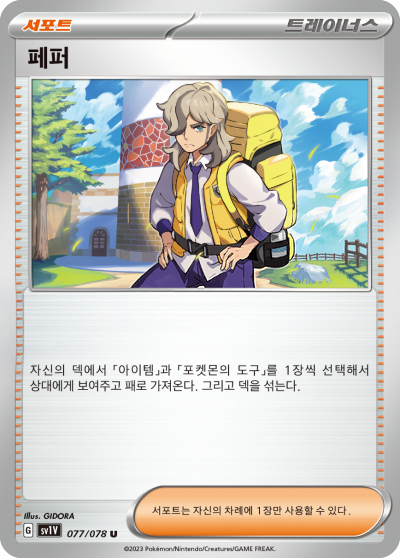 서포트 트레이너스
페퍼
자신의 덱에서 「아이템」과 「포켓몬의 도구」를 1장씩 선택해서
상대에게 보여주고 패로 가져온다. 그리고 덱을 섞는다.
Illus. GIDORA
G sv1V 077/078 U
서포트는 자신의 차례에 1장만 사용할 수 있다.
©2023 Pokémon/Nintendo/Creatures/GAME FREAK.